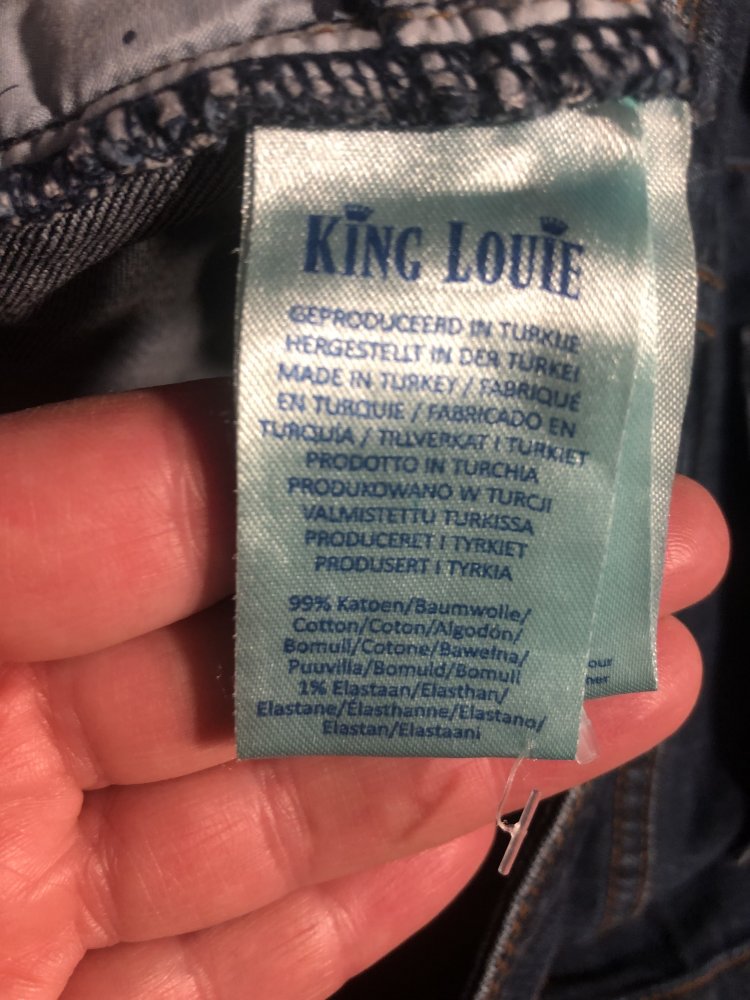 KING LOUIE
GEPRODUCEERD IN TURKIJE
HERGESTELLT IN DER TÜRKEI
MADE IN TURKEY / FABRIQUÉ
EN TURQUIE / FABRICADO EN
TURQUÍA / TILLVERKAT I TURKIET
PRODOTTO IN TURCHIA
PRODUKOWANO W TURCJI
VALMISTETTU TURKISSA
PRODUCERET I TYRKIET
PRODUSERT I TYRKIA
99% Katoen/Baumwolle/
Cotton/Coton/Algodón/
Bomull/Cotone/Bawełna/
Puuvilla/Bomuld/Bomull
1% Elastaan/Elasthan/
Elastane/Élasthanne/Elastano/
Elastan/Elastaani